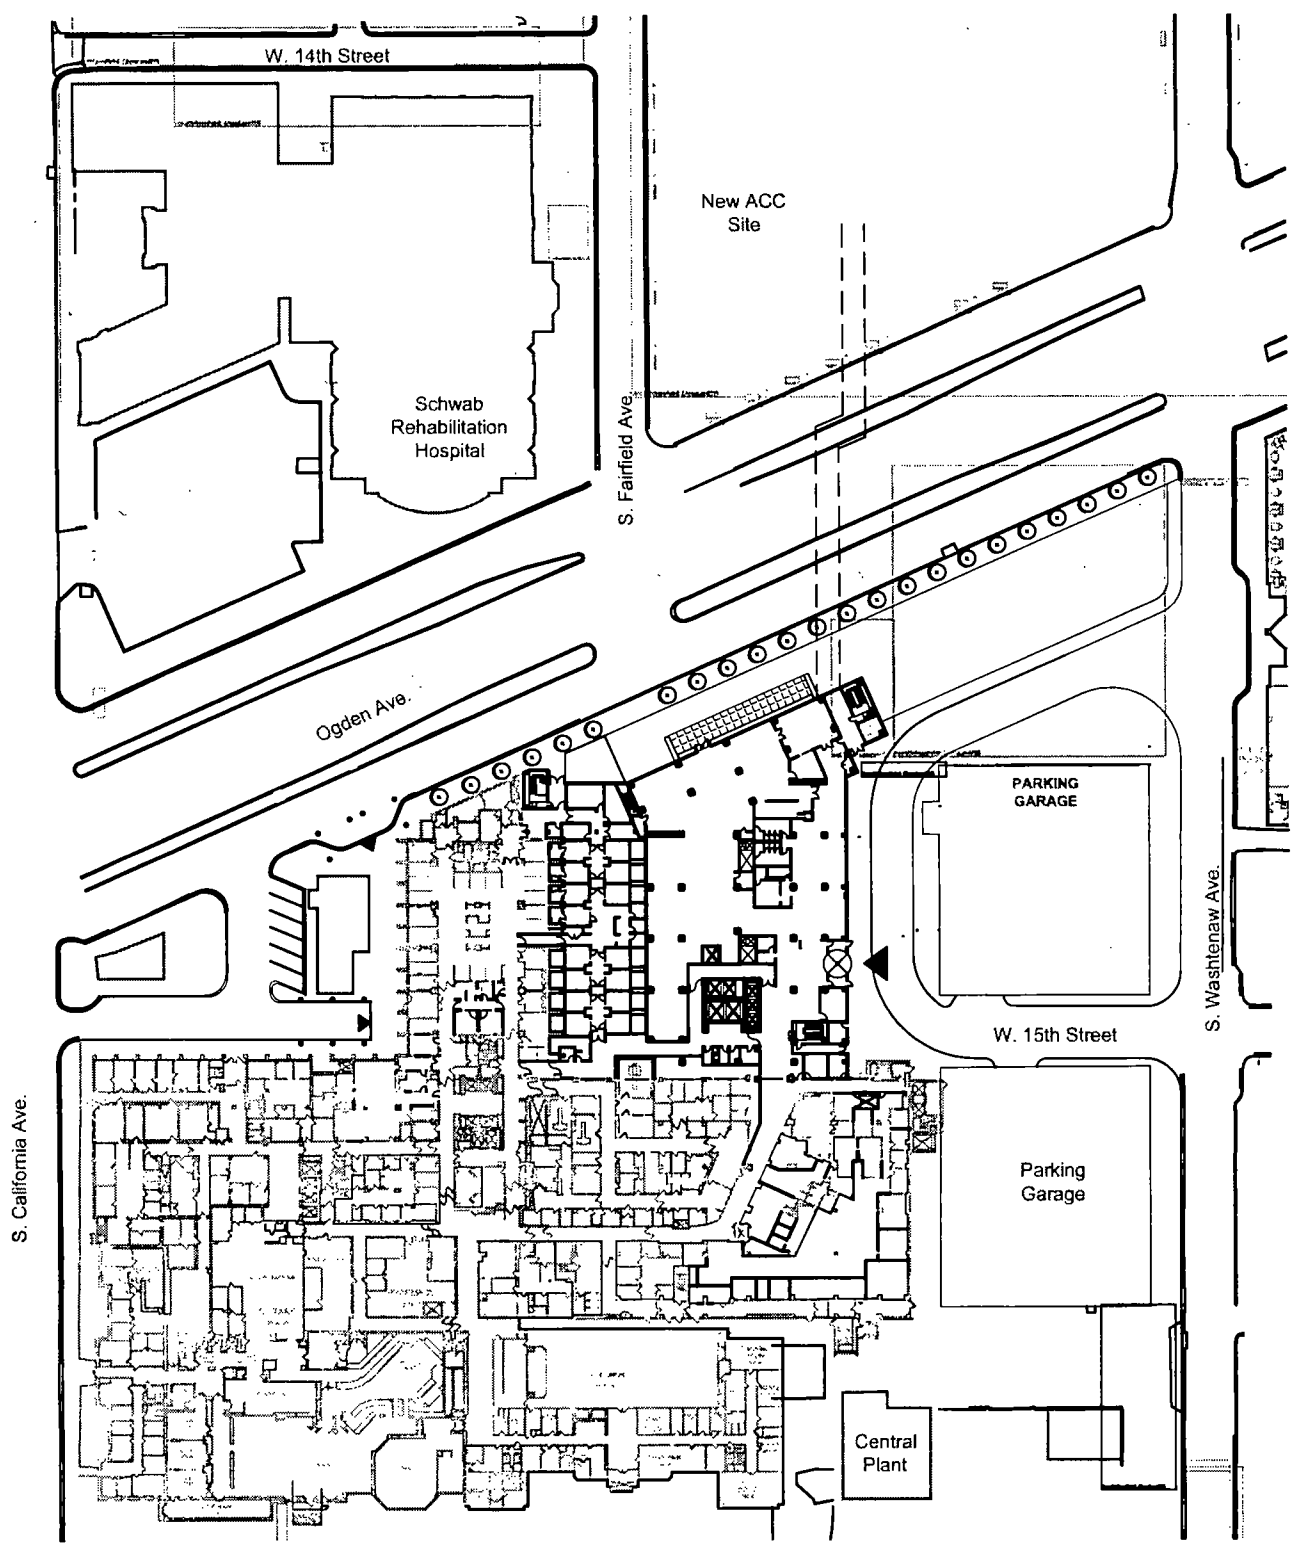 W. 14th Street
New ACC
Site
Schwab
Rehabilitation
Hospital
S. Fairfield Ave.
Ogden Ave.
PARKING
GARAGE
S. Washtenaw Ave.
W. 15th Street
S. California Ave.
Parking
Garage
Central
Plant